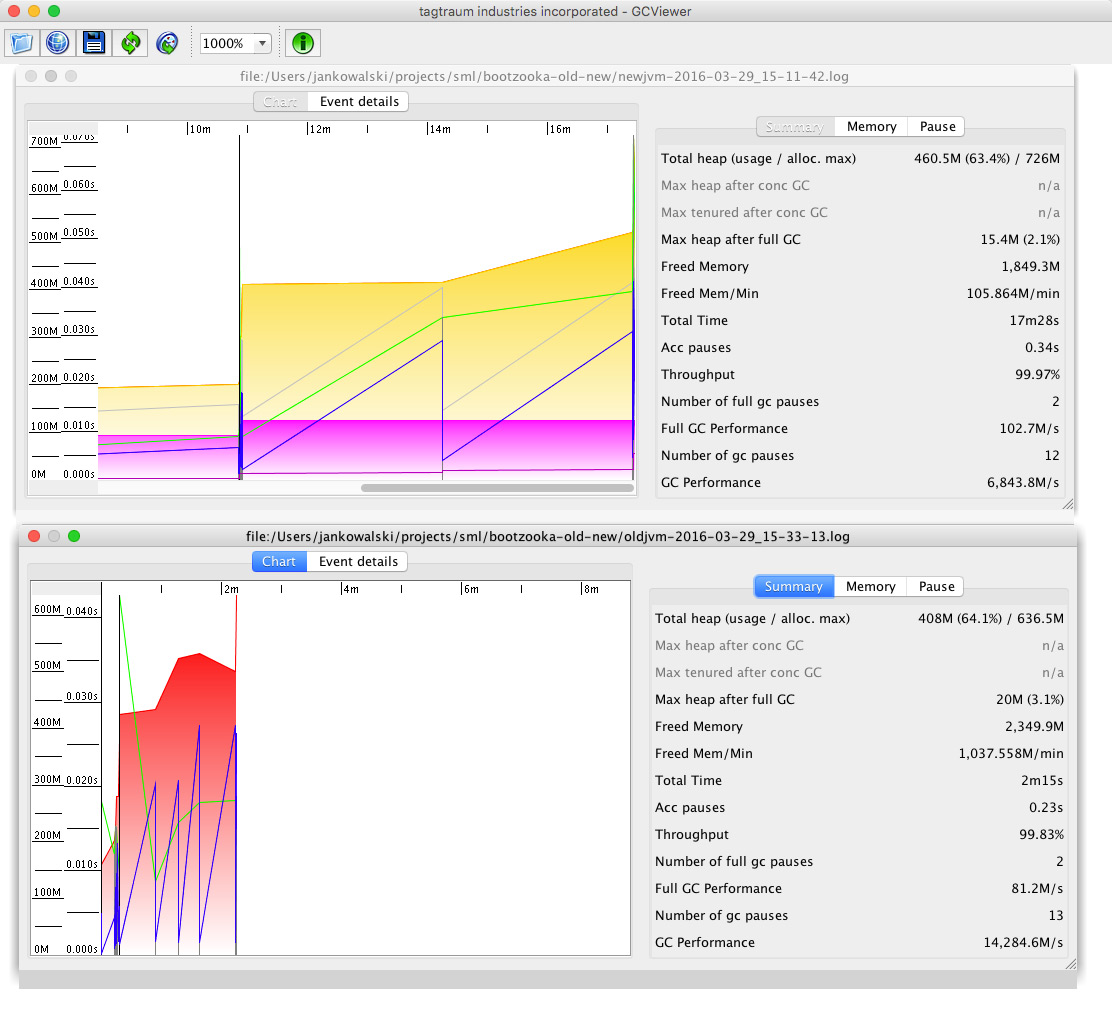 tagtraum industries incorporated - GCViewer
1000%
file:/Users/jankowalski/projects/sml/bootzooka-old-new/newjvm-2016-03-29_15-11-42.log
Chart Event details
10m 12m 14m 16m
700M 0.070s
600M 0.060s
500M 0.050s
400M 0.040s
300M 0.030s
200M 0.020s
100M 0.010s
0M 0.000s
Summary Memory Pause
Total heap (usage / alloc. max) 460.5M (63.4%) / 726M
Max heap after conc GC n/a
Max tenured after conc GC n/a
Max heap after full GC 15.4M (2.1%)
Freed Memory 1,849.3M
Freed Mem/Min 105.864M/min
Total Time 17m28s
Acc pauses 0.34s
Throughput 99.97%
Number of full gc pauses 2
Full GC Performance 102.7M/s
Number of gc pauses 12
GC Performance 6,843.8M/s
file:/Users/jankowalski/projects/sml/bootzooka-old-new/oldjvm-2016-03-29_15-33-13.log
Chart Event details
2m 4m 6m 8m
600M 0.040s
500M
0.030s
400M
300M 0.020s
200M
0.010s
100M
0M 0.000s
Summary Memory Pause
Total heap (usage / alloc. max) 408M (64.1%) / 636.5M
Max heap after conc GC n/a
Max tenured after conc GC n/a
Max heap after full GC 20M (3.1%)
Freed Memory 2,349.9M
Freed Mem/Min 1,037.558M/min
Total Time 2m15s
Acc pauses 0.23s
Throughput 99.83%
Number of full gc pauses 2
Full GC Performance 81.2M/s
Number of gc pauses 13
GC Performance 14,284.6M/s